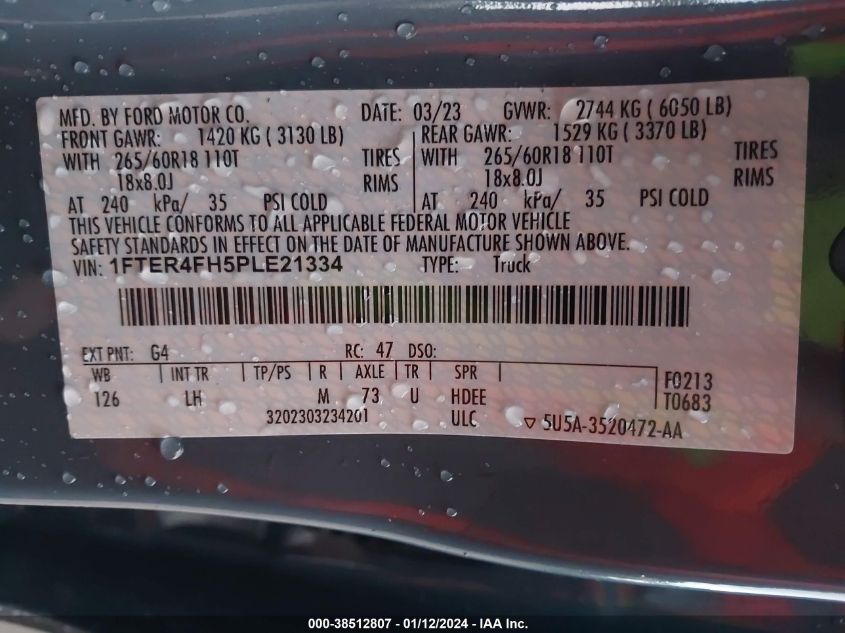 MFD. BY FORD MOTOR CO. DATE: 03/23 GVWR: 2744 KG ( 6050 LB)
FRONT GAWR: 1420 KG ( 3130 LB) REAR GAWR: 1529 KG ( 3370 LB)
WITH 265/60R18 110T TIRES WITH 265/60R18 110T TIRES
18x8.0J RIMS 18x8.0J RIMS
AT 240 kPa/ 35 PSI COLD AT 240 kPa/ 35 PSI COLD
THIS VEHICLE CONFORMS TO ALL APPLICABLE FEDERAL MOTOR VEHICLE
SAFETY STANDARDS IN EFFECT ON THE DATE OF MANUFACTURE SHOWN ABOVE.
VIN: 1FTER4FH5PLE21334 TYPE: Truck
EXT PNT: G4 RC: 47 DSO:
WB INT TR TP/PS R AXLE TR SPR F0213
126 LH M 73 U HDEE T0683
3202303234201 ULC ▽ 5U5A-3520472-AA
000-38512807 - 01/12/2024 - IAA Inc.